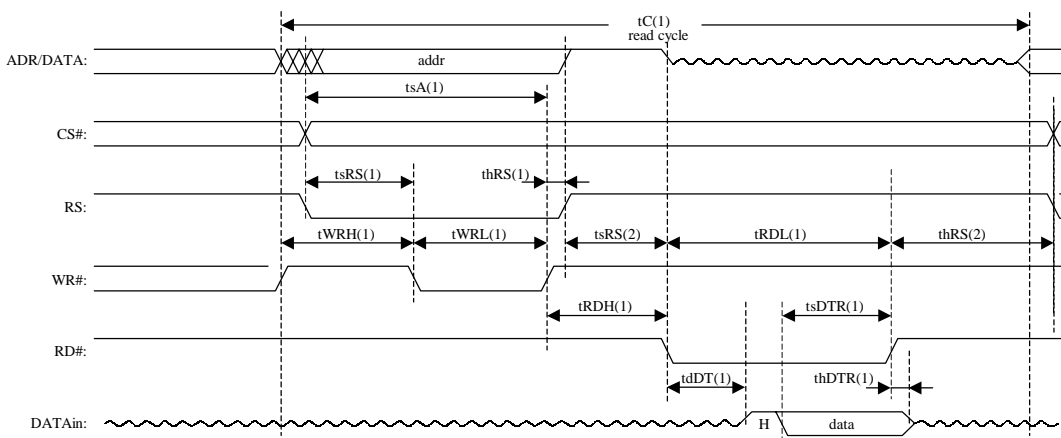 tC(1)
read cycle
ADR/DATA:
addr
tsA(1)
CS#:
tsRS(1)
thRS(1)
RS:
tWRH(1)
tWRL(1)
tsRS(2)
tRDL(1)
thRS(2)
WR#:
tRDH(1)
tsDTR(1)
RD#:
tdDT(1)
thDTR(1)
DATAin:
H
data